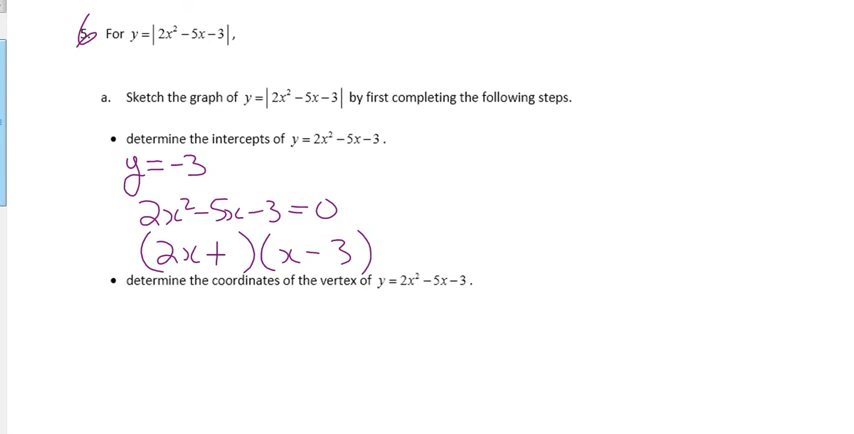 6
5. For y = |2x² – 5x – 3|,
a. Sketch the graph of y = |2x² – 5x – 3| by first completing the following steps.
• determine the intercepts of y = 2x² – 5x – 3.
y = -3
2x² - 5x - 3 = 0
(2x + )(x - 3)
• determine the coordinates of the vertex of y = 2x² – 5x – 3.